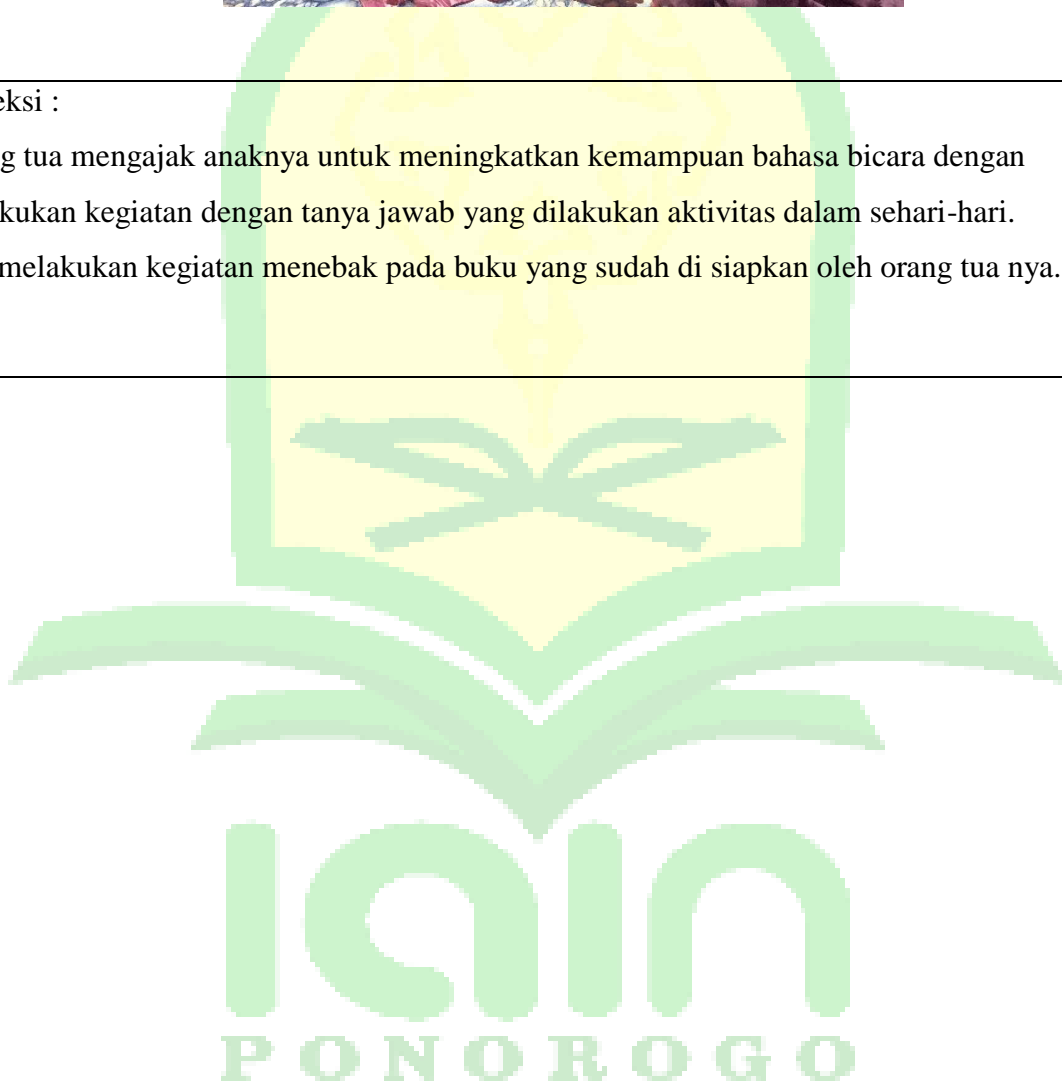 eksi :
g tua mengajak anaknya untuk meningkatkan kemampuan bahasa bicara dengan
kukan kegiatan dengan tanya jawab yang dilakukan aktivitas dalam sehari-hari.
melakukan kegiatan menebak pada buku yang sudah di siapkan oleh orang tua nya.
iain
PONOROGO